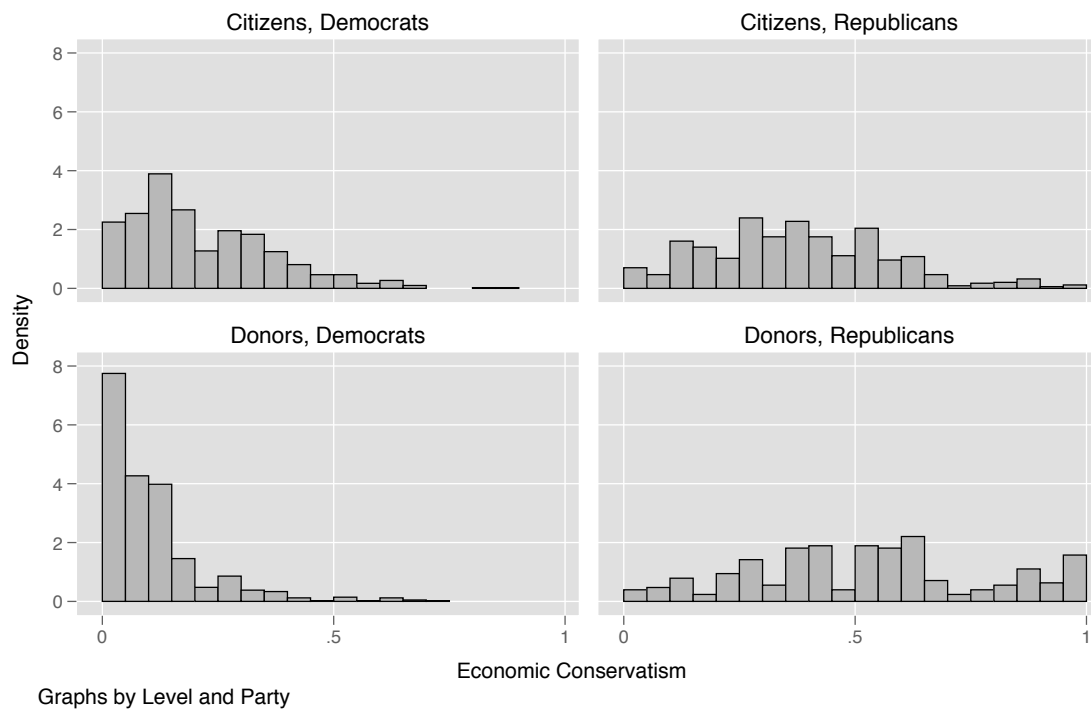 Citizens, Democrats
Citizens, Republicans
8
6
4
2
0
Donors, Democrats
Donors, Republicans
8
6
4
2
0
Density
0
.5
1
0
.5
1
Economic Conservatism
Graphs by Level and Party